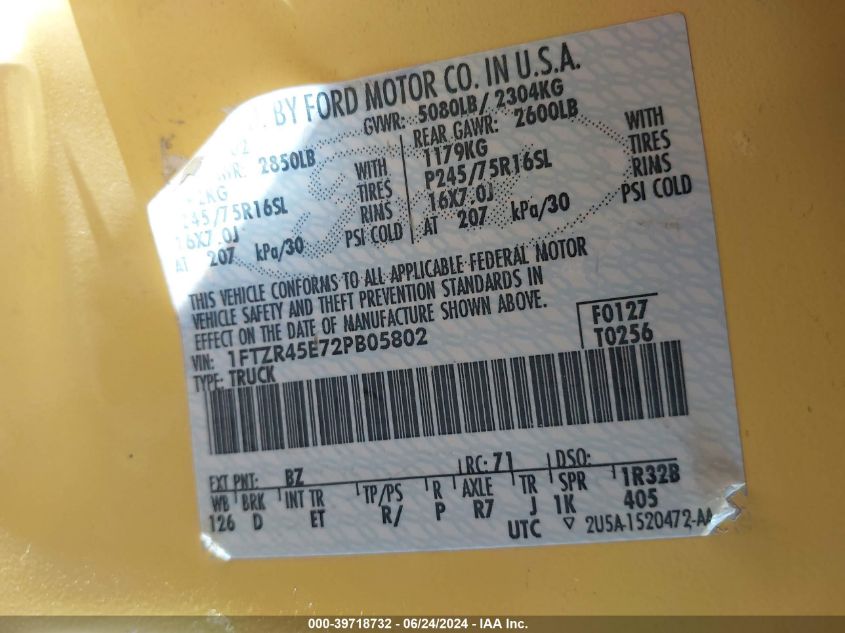 BY FORD MOTOR CO. IN U.S.A.
GVWR: 5080LB/ 2304KG
2850LB
WITH TIRES RIMS PSI COLD
245/75R16SL
16X7.0J
AT 207 kPa/30
REAR GAWR: 2600LB
1179KG
WITH TIRES RIMS PSI COLD
P245/75R16SL
16X7.0J
AT 207 kPa/30
THIS VEHICLE CONFORMS TO ALL APPLICABLE FEDERAL MOTOR
VEHICLE SAFETY AND THEFT PREVENTION STANDARDS IN
EFFECT ON THE DATE OF MANUFACTURE SHOWN ABOVE.
VIN: 1FTZR45E72PB05802
TYPE: TRUCK
F0127
T0256
EXT PNT: BZ RC: 71 DSO:
WB BRK INT TR TP/PS R AXLE TR SPR 1R32B
126 D ET R/ P R7 J 1K 405
UTC ▽ 2U5A-1520472-AA
000-39718732 - 06/24/2024 - IAA Inc.